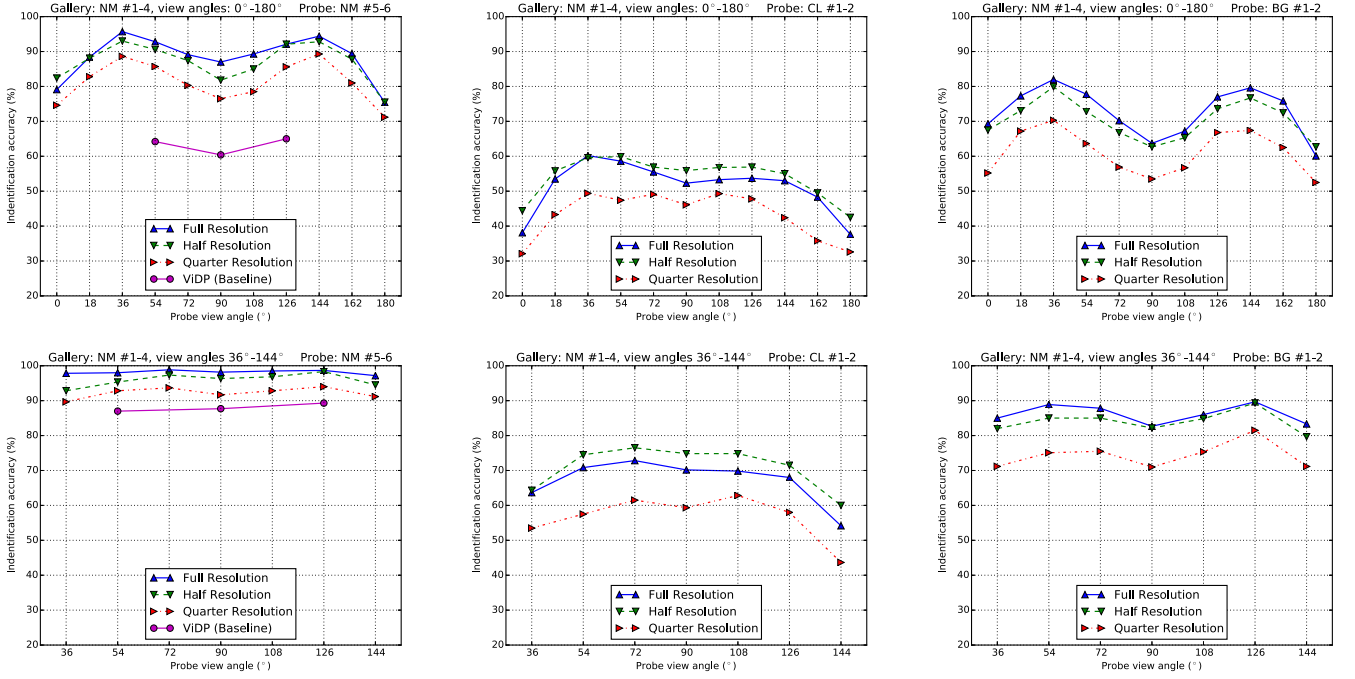 Gallery: NM #1-4, view angles: 0°-180° Probe: NM #5-6
Indentification accuracy (%)
100
90
80
70
60
50
40
30
20
Full Resolution
Half Resolution
Quarter Resolution
ViDP (Baseline)
0 18 36 54 72 90 108 126 144 162 180
Probe view angle (°)
Gallery: NM #1-4, view angles: 0°-180° Probe: CL #1-2
Indentification accuracy (%)
100
90
80
70
60
50
40
30
20
Full Resolution
Half Resolution
Quarter Resolution
0 18 36 54 72 90 108 126 144 162 180
Probe view angle (°)
Gallery: NM #1-4, view angles: 0°-180° Probe: BG #1-2
Indentification accuracy (%)
100
90
80
70
60
50
40
30
20
Full Resolution
Half Resolution
Quarter Resolution
0 18 36 54 72 90 108 126 144 162 180
Probe view angle (°)
Gallery: NM #1-4, view angles 36°-144° Probe: NM #5-6
Indentification accuracy (%)
100
90
80
70
60
50
40
30
20
Full Resolution
Half Resolution
Quarter Resolution
ViDP (Baseline)
36 54 72 90 108 126 144
Probe view angle (°)
Gallery: NM #1-4, view angles 36°-144° Probe: CL #1-2
Indentification accuracy (%)
100
90
80
70
60
50
40
30
20
Full Resolution
Half Resolution
Quarter Resolution
36 54 72 90 108 126 144
Probe view angle (°)
Gallery: NM #1-4, view angles 36°-144° Probe: BG #1-2
Indentification accuracy (%)
100
90
80
70
60
50
40
30
20
Full Resolution
Half Resolution
Quarter Resolution
36 54 72 90 108 126 144
Probe view angle (°)